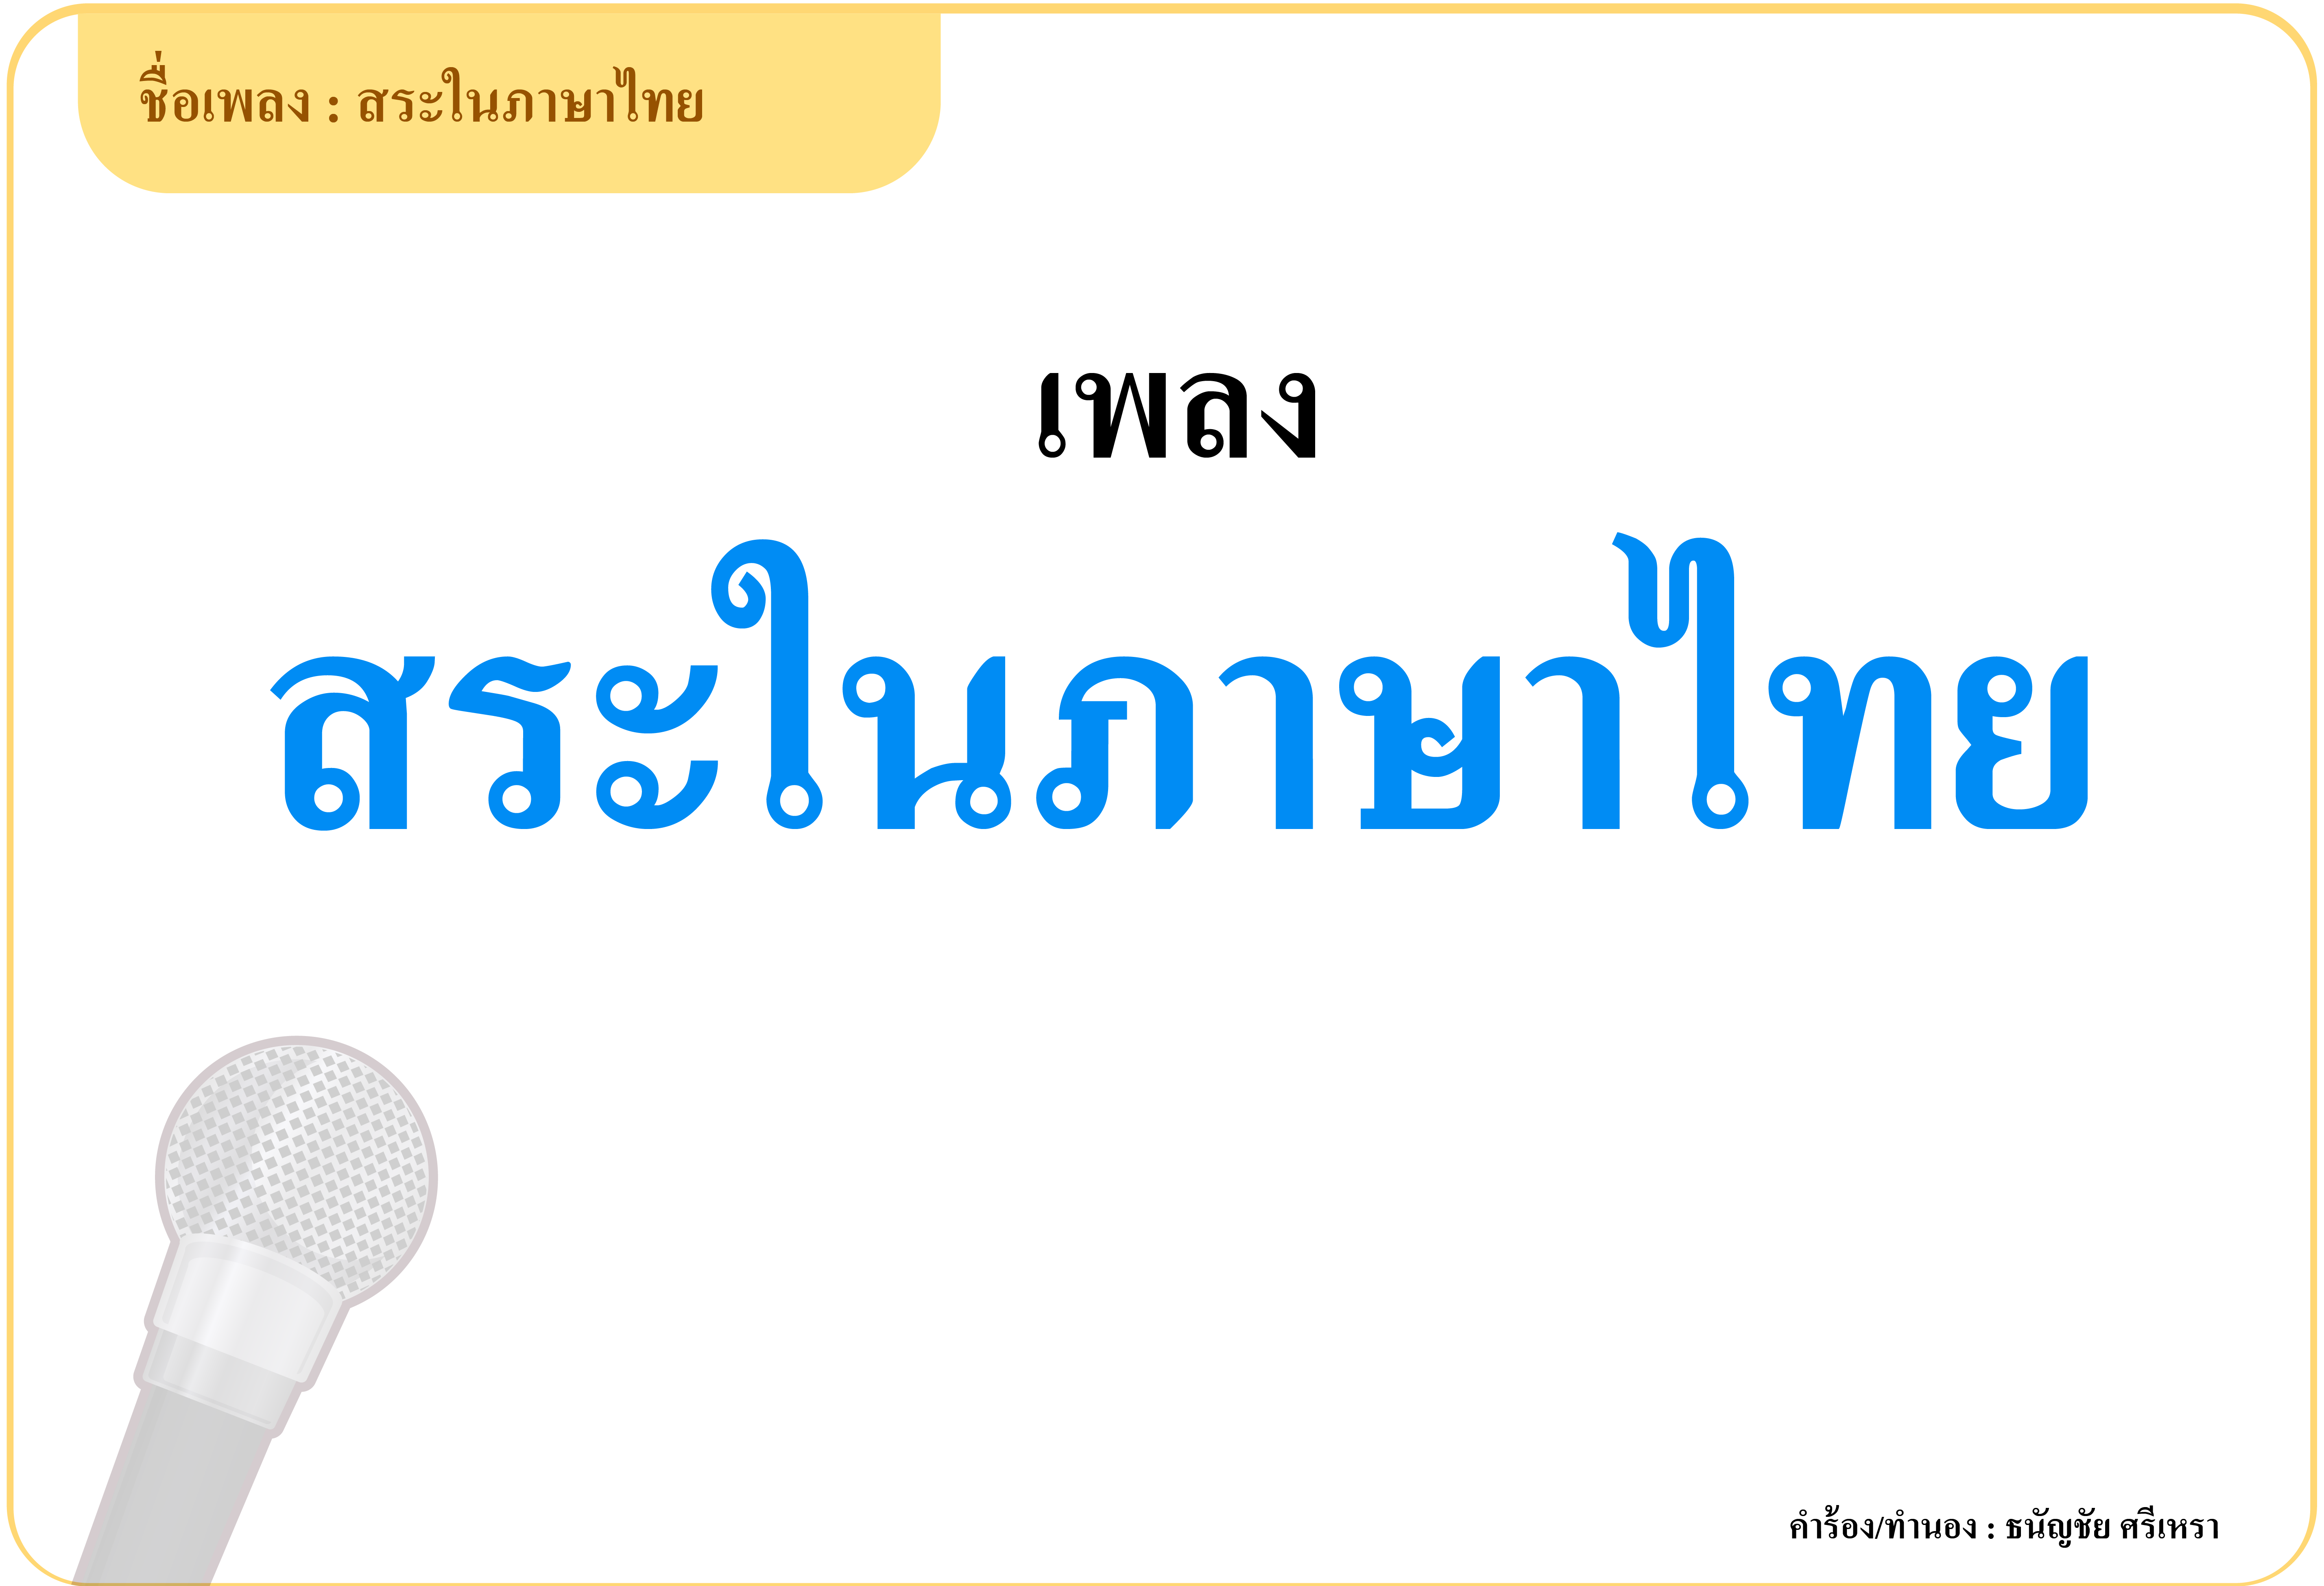 ชื่อเพลง : สระในภาษาไทย
เพลง
สระในภาษาไทย
คำร้อง/ทำนอง : ธนัญชัย ศรีเหรา